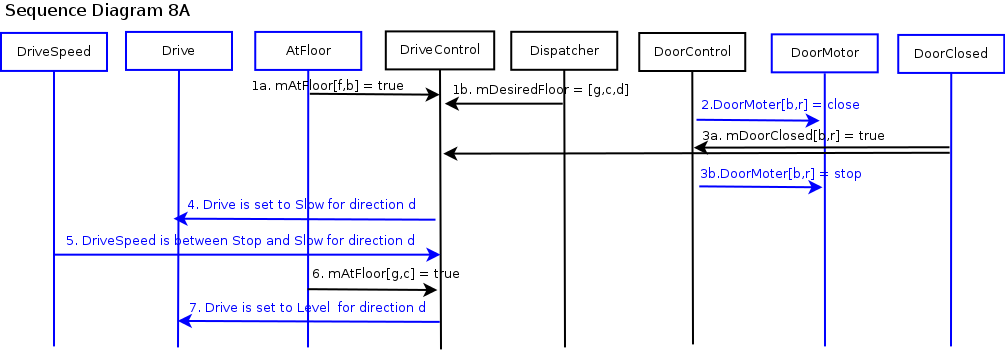 Sequence Diagram 8A
DriveSpeed
Drive
AtFloor
DriveControl
Dispatcher
DoorControl
DoorMotor
DoorClosed
1a. mAtFloor[f,b] = true
1b. mDesiredFloor = [g,c,d]
2.DoorMoter[b,r] = close
3a. mDoorClosed[b,r] = true
3b.DoorMoter[b,r] = stop
4. Drive is set to Slow for direction d
5. DriveSpeed is between Stop and Slow for direction d
6. mAtFloor[g,c] = true
7. Drive is set to Level for direction d